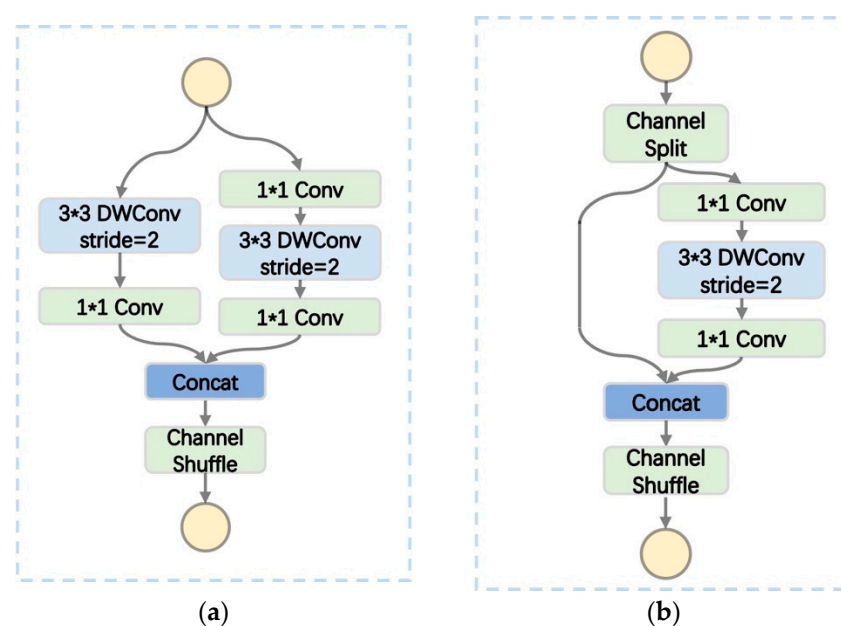 1*1 Conv
3*3 DWConv
stride=2
3*3 DWConv
stride=2
1*1 Conv
1*1 Conv
Concat
Channel
Shuffle
(a)
Channel
Split
1*1 Conv
3*3 DWConv
stride=2
1*1 Conv
Concat
Channel
Shuffle
(b)